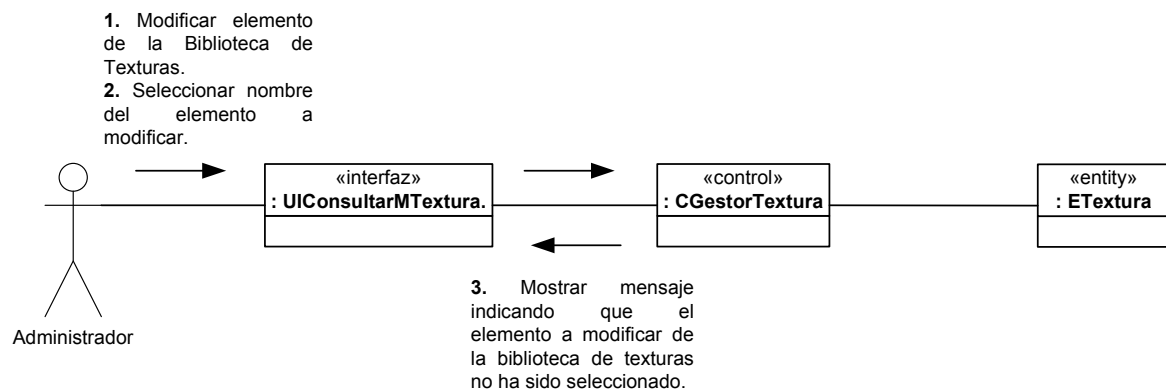 1. Modificar elemento
de la Biblioteca de
Texturas.
2. Seleccionar nombre
del elemento a
modificar.
«interfaz»
: UIConsultarMTextura.
«control»
: CGestorTextura
«entity»
: ETextura
Administrador
3. Mostrar mensaje
indicando que el
elemento a modificar de
la biblioteca de texturas
no ha sido seleccionado.